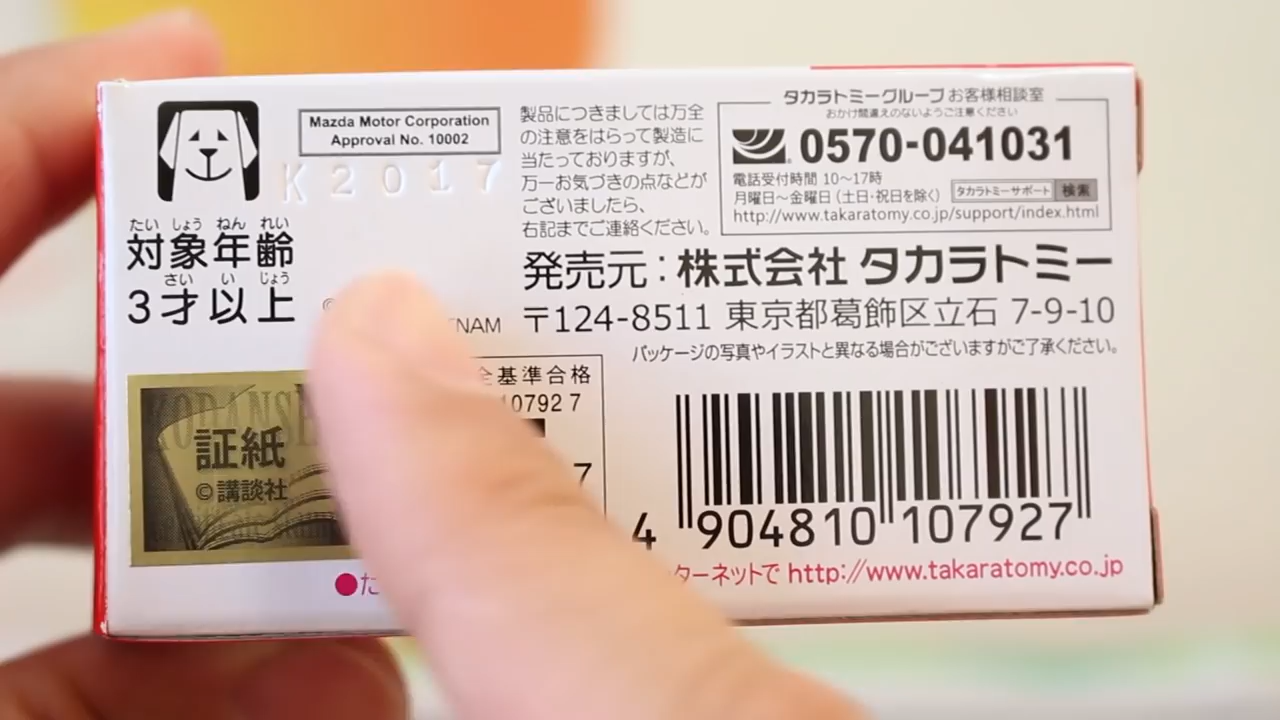 Mazda Motor Corporation
Approval No. 10002
K2017
たいしょうねんれい
対象年齢
さいいじょう
3才以上
©
NAM
製品につきましては万全
の注意をはらって製造に
当たっておりますが、
万一お気づきの点などが
ございましたら、
右記までご連絡ください。
タカラトミーグループお客様相談室
おかけ間違えのないようご注意ください
0570-041031
電話受付時間 10〜17時
月曜日〜金曜日（土日・祝日を除く）
タカラトミーサポート 検索
http://www.takaratomy.co.jp/support/index.html
発売元：株式会社 タカラトミー
〒124-8511 東京都葛飾区立石 7-9-10
パッケージの写真やイラストと異なる場合がございますがご了承ください。
全基準合格
10792 7
7
KODANSH
証紙
©講談社
4 904810 107927
●た
ターネットで http://www.takaratomy.co.jp